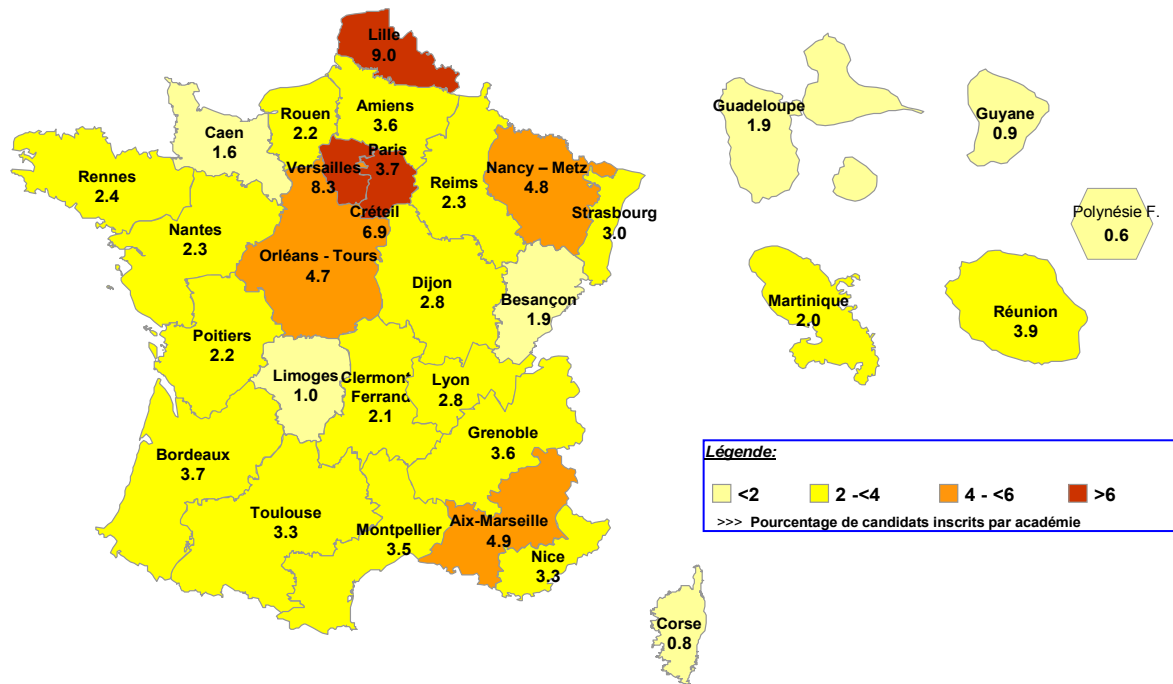 Lille
9.0
Rouen
2.2
Amiens
3.6
Caen
1.6
Versailles
8.3
Paris
3.7
Créteil
6.9
Reims
2.3
Nancy – Metz
4.8
Strasbourg
3.0
Rennes
2.4
Nantes
2.3
Orléans - Tours
4.7
Dijon
2.8
Besançon
1.9
Poitiers
2.2
Limoges
1.0
Clermont
Ferrand
2.1
Lyon
2.8
Grenoble
3.6
Bordeaux
3.7
Toulouse
3.3
Montpellier
3.5
Aix-Marseille
4.9
Nice
3.3
Corse
0.8
Guadeloupe
1.9
Guyane
0.9
Polynésie F.
0.6
Martinique
2.0
Réunion
3.9
Légende:
<2
2 -<4
4 - <6
>6
>>> Pourcentage de candidats inscrits par académie